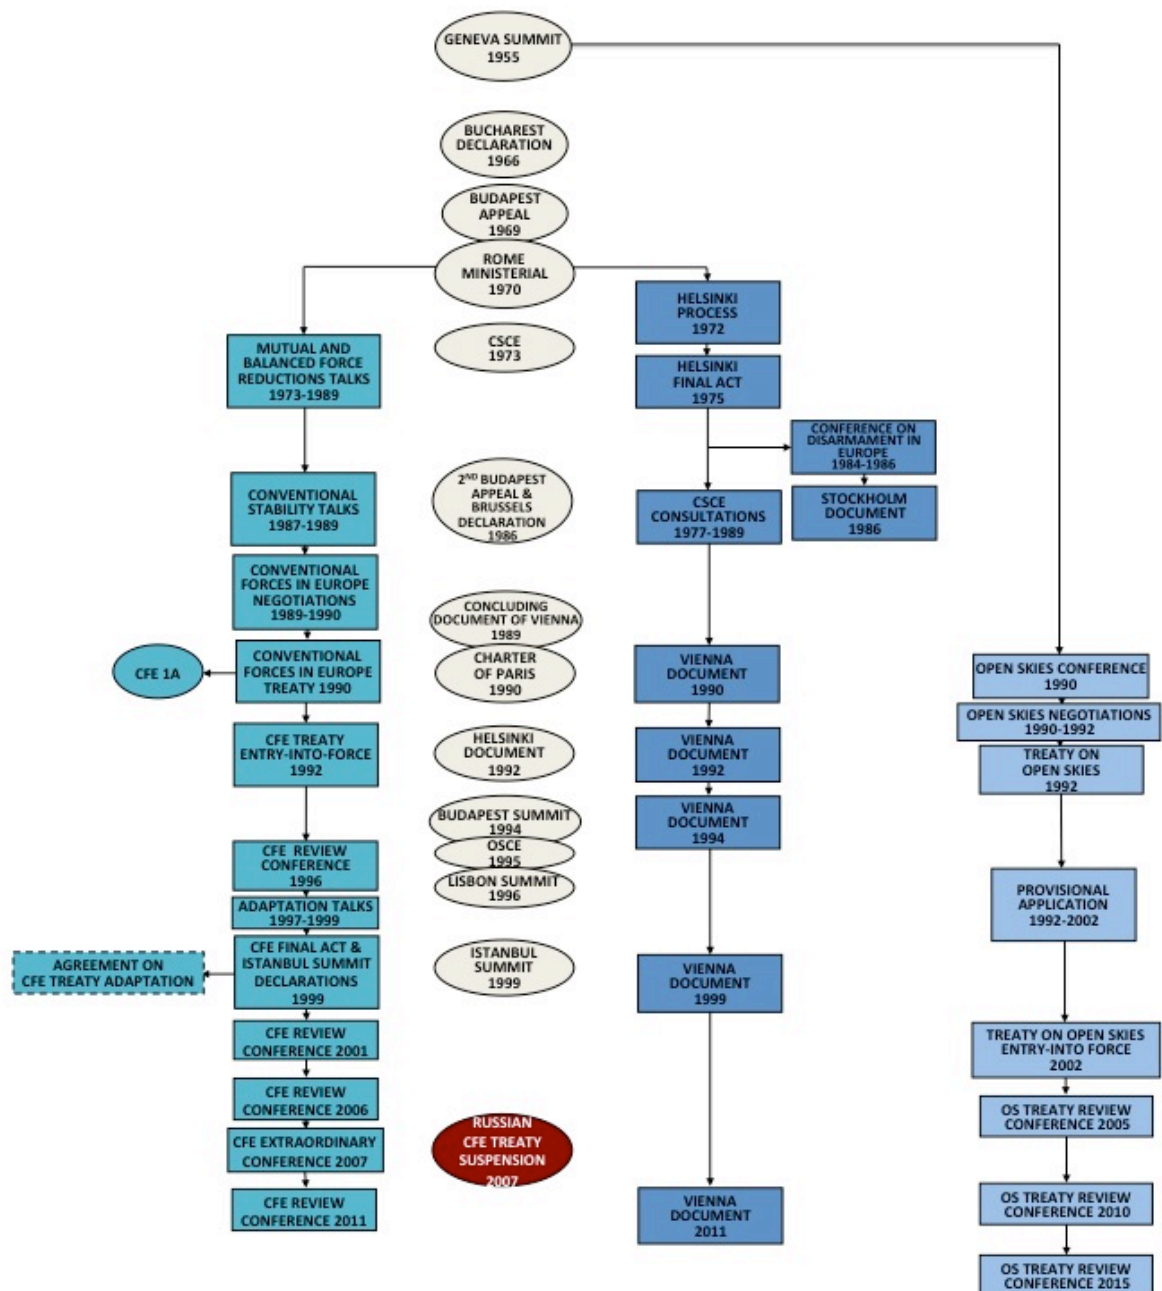 GENEVA SUMMIT
1955
BUCHAREST
DECLARATION
1966
BUDAPEST
APPEAL
1969
ROME
MINISTERIAL
1970
CSCE
1973
2ND BUDAPEST
APPEAL &
BRUSSELS
DECLARATION
1986
CONCLUDING
DOCUMENT OF VIENNA
1989
CHARTER
OF PARIS
1990
HELSINKI
DOCUMENT
1992
BUDAPEST SUMMIT
1994
OSCE
1995
LISBON SUMMIT
1996
ISTANBUL
SUMMIT
1999
RUSSIAN
CFE TREATY
SUSPENSION
2007
MUTUAL AND
BALANCED FORCE
REDUCTIONS TALKS
1973-1989
CONVENTIONAL
STABILITY TALKS
1987-1989
CONVENTIONAL
FORCES IN EUROPE
NEGOTIATIONS
1989-1990
CFE 1A
CONVENTIONAL
FORCES IN EUROPE
TREATY 1990
CFE TREATY
ENTRY-INTO-FORCE
1992
CFE REVIEW
CONFERENCE
1996
ADAPTATION TALKS
1997-1999
AGREEMENT ON
CFE TREATY ADAPTATION
CFE FINAL ACT &
ISTANBUL SUMMIT
DECLARATIONS
1999
CFE REVIEW
CONFERENCE 2001
CFE REVIEW
CONFERENCE 2006
CFE EXTRAORDINARY
CONFERENCE 2007
CFE REVIEW
CONFERENCE 2011
HELSINKI
PROCESS
1972
HELSINKI
FINAL ACT
1975
CONFERENCE ON
DISARMAMENT IN
EUROPE
1984-1986
STOCKHOLM
DOCUMENT
1986
CSCE
CONSULTATIONS
1977-1989
VIENNA
DOCUMENT
1990
VIENNA
DOCUMENT
1992
VIENNA
DOCUMENT
1994
VIENNA
DOCUMENT
1999
VIENNA
DOCUMENT
2011
OPEN SKIES CONFERENCE
1990
OPEN SKIES NEGOTIATIONS
1990-1992
TREATY ON
OPEN SKIES
1992
PROVISIONAL
APPLICATION
1992-2002
TREATY ON OPEN SKIES
ENTRY-INTO FORCE
2002
OS TREATY REVIEW
CONFERENCE 2005
OS TREATY REVIEW
CONFERENCE 2010
OS TREATY REVIEW
CONFERENCE 2015